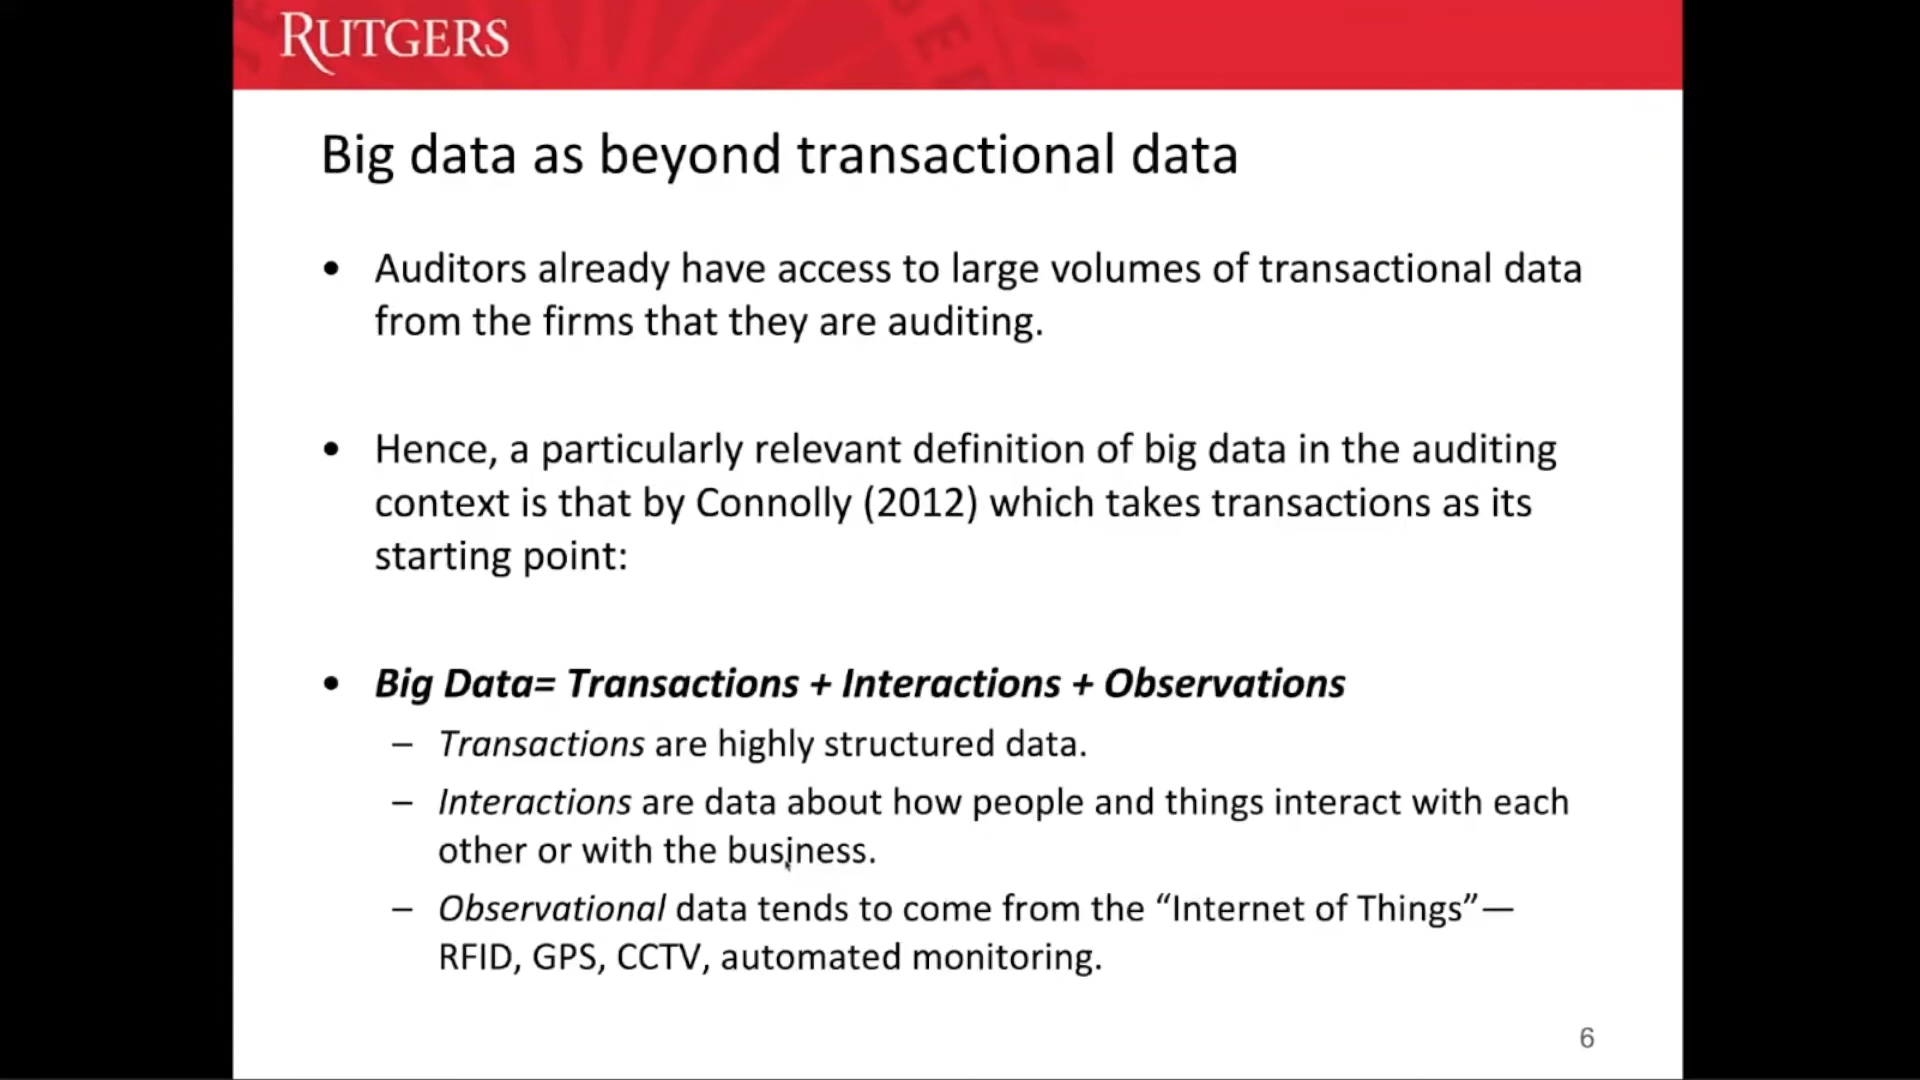 RUTGERS
Big data as beyond transactional data
• Auditors already have access to large volumes of transactional data
from the firms that they are auditing.
• Hence, a particularly relevant definition of big data in the auditing
context is that by Connolly (2012) which takes transactions as its
starting point:
• Big Data= Transactions + Interactions + Observations
– Transactions are highly structured data.
– Interactions are data about how people and things interact with each
other or with the business.
– Observational data tends to come from the “Internet of Things”—
RFID, GPS, CCTV, automated monitoring.
6